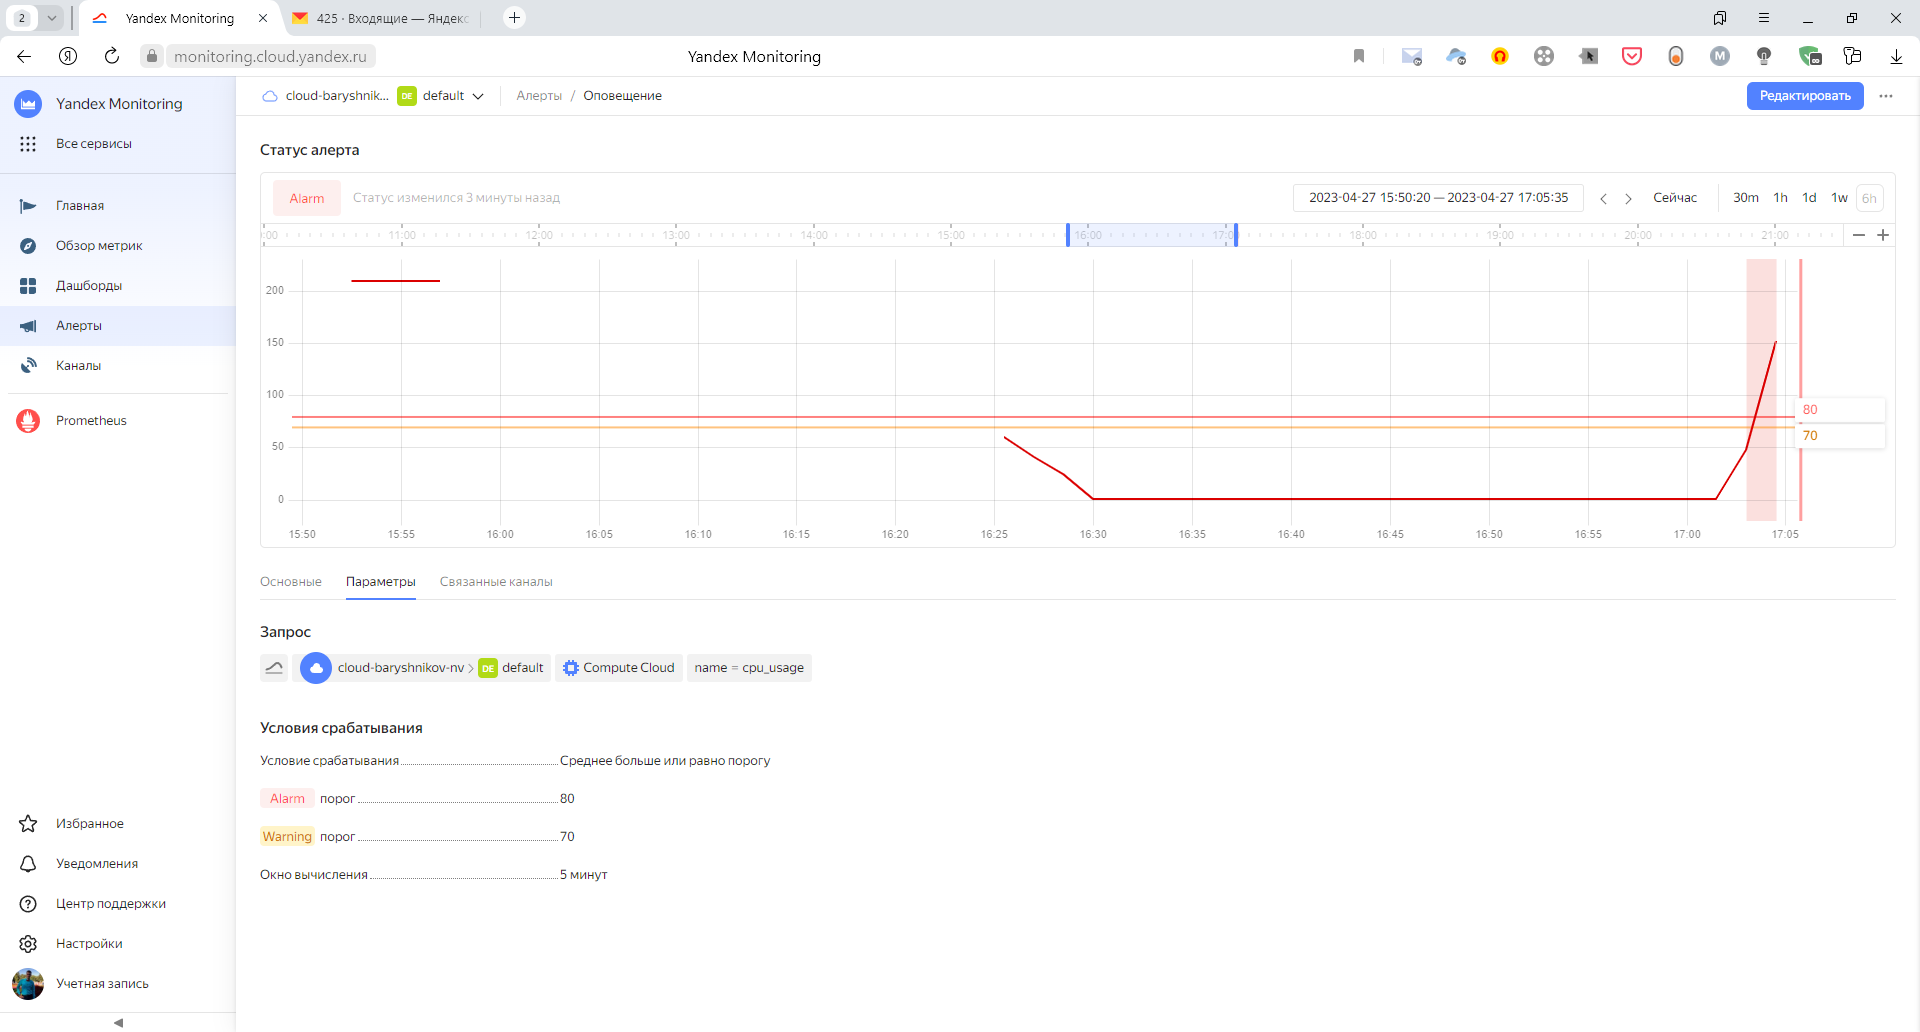 2
Yandex Monitoring
425 · Входящие — Яндекс
monitoring.cloud.yandex.ru
Yandex Monitoring
Yandex Monitoring
Все сервисы
Главная
Обзор метрик
Дашборды
Алерты
Каналы
Prometheus
Избранное
Уведомления
Центр поддержки
Настройки
Учетная запись
cloud-baryshnik... DE default
Алерты / Оповещение
Редактировать
Статус алерта
Alarm Статус изменился 3 минуты назад
2023-04-27 15:50:20 — 2023-04-27 17:05:35 Сейчас 30m 1h 1d 1w 6h
:00 11:00 12:00 13:00 14:00 15:00 16:00 17:00 18:00 19:00 20:00 21:00
200
150
100
80
70
50
0
15:50 15:55 16:00 16:05 16:10 16:15 16:20 16:25 16:30 16:35 16:40 16:45 16:50 16:55 17:00 17:05
Основные Параметры Связанные каналы
Запрос
cloud-baryshnikov-nv > DE default Compute Cloud name = cpu_usage
Условия срабатывания
Условие срабатывания Среднее больше или равно порогу
Alarm порог 80
Warning порог 70
Окно вычисления 5 минут